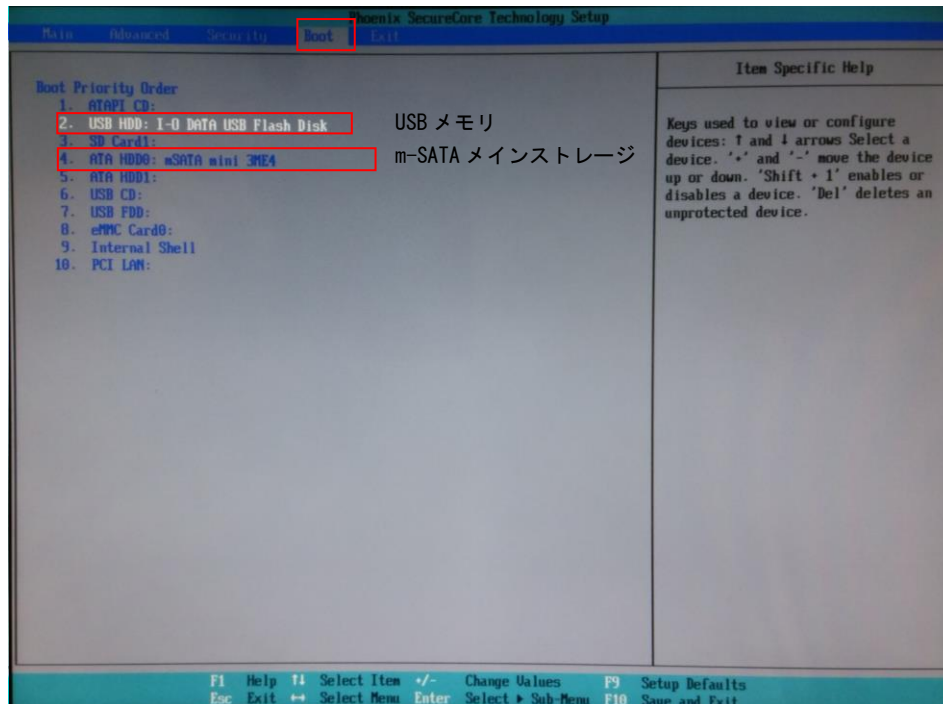 Phoenix SecureCore Technology Setup
Main Advanced Security Boot Exit
Item Specific Help
Boot Priority Order
1. ATAPI CD:
2. USB HDD: I-O DATA USB Flash Disk
USB メモリ
3. SD Card1:
4. ATA HDD0: mSATA mini 3ME4
m-SATA メインストレージ
5. ATA HDD1:
6. USB CD:
7. USB FDD:
8. eMMC Card0:
9. Internal Shell
10. PCI LAN:
Keys used to view or configure
devices: ↑ and ↓ arrows Select a
device. '+' and '-' move the device
up or down. 'Shift + 1' enables or
disables a device. 'Del' deletes an
unprotected device.
F1 Help ↑↓ Select Item +/- Change Values F9 Setup Defaults
Esc Exit ↔ Select Menu Enter Select ▶ Sub-Menu F10 Save and Exit